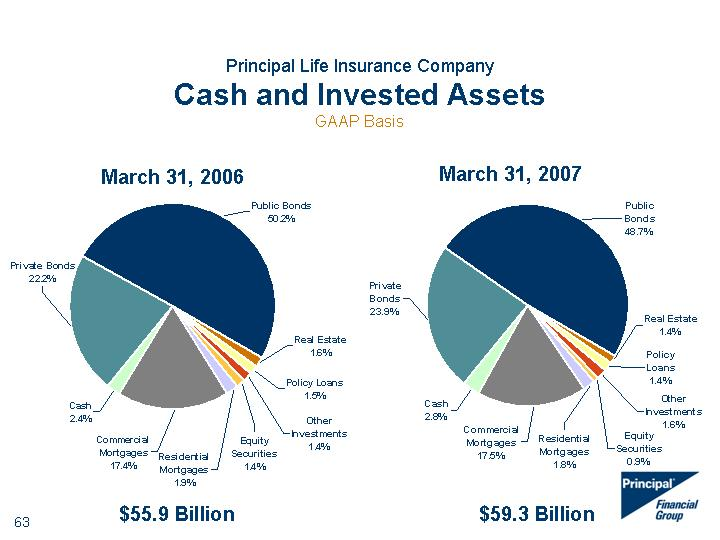 Principal Life Insurance Company
Cash and Invested Assets
GAAP Basis
March 31, 2006
Public Bonds
50.2%
Private Bonds
22.2%
Real Estate
1.6%
Policy Loans
1.5%
Cash
2.4%
Other
Investments
1.4%
Commercial
Mortgages
17.4%
Residential
Mortgages
1.9%
Equity
Securities
1.4%
$55.9 Billion
March 31, 2007
Public
Bonds
48.7%
Private
Bonds
23.9%
Real Estate
1.4%
Policy
Loans
1.4%
Cash
2.8%
Other
Investments
1.6%
Commercial
Mortgages
17.5%
Residential
Mortgages
1.8%
Equity
Securities
0.9%
$59.3 Billion
63
Principal
Financial
Group